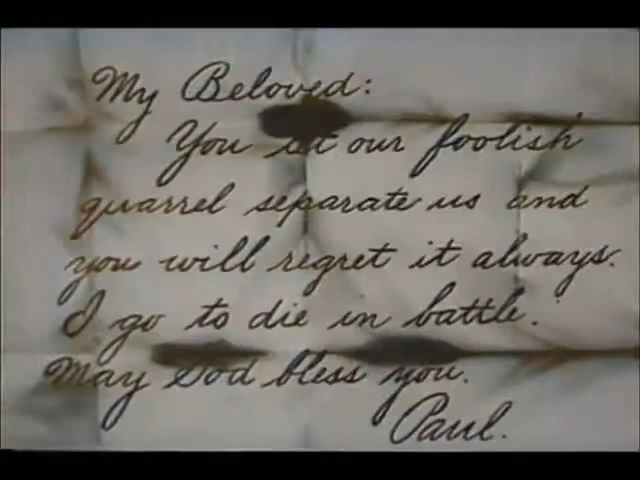 My Beloved:
You let our foolish
quarrel separate us and
you will regret it always.
I go to die in battle.
May God bless you.
Paul.